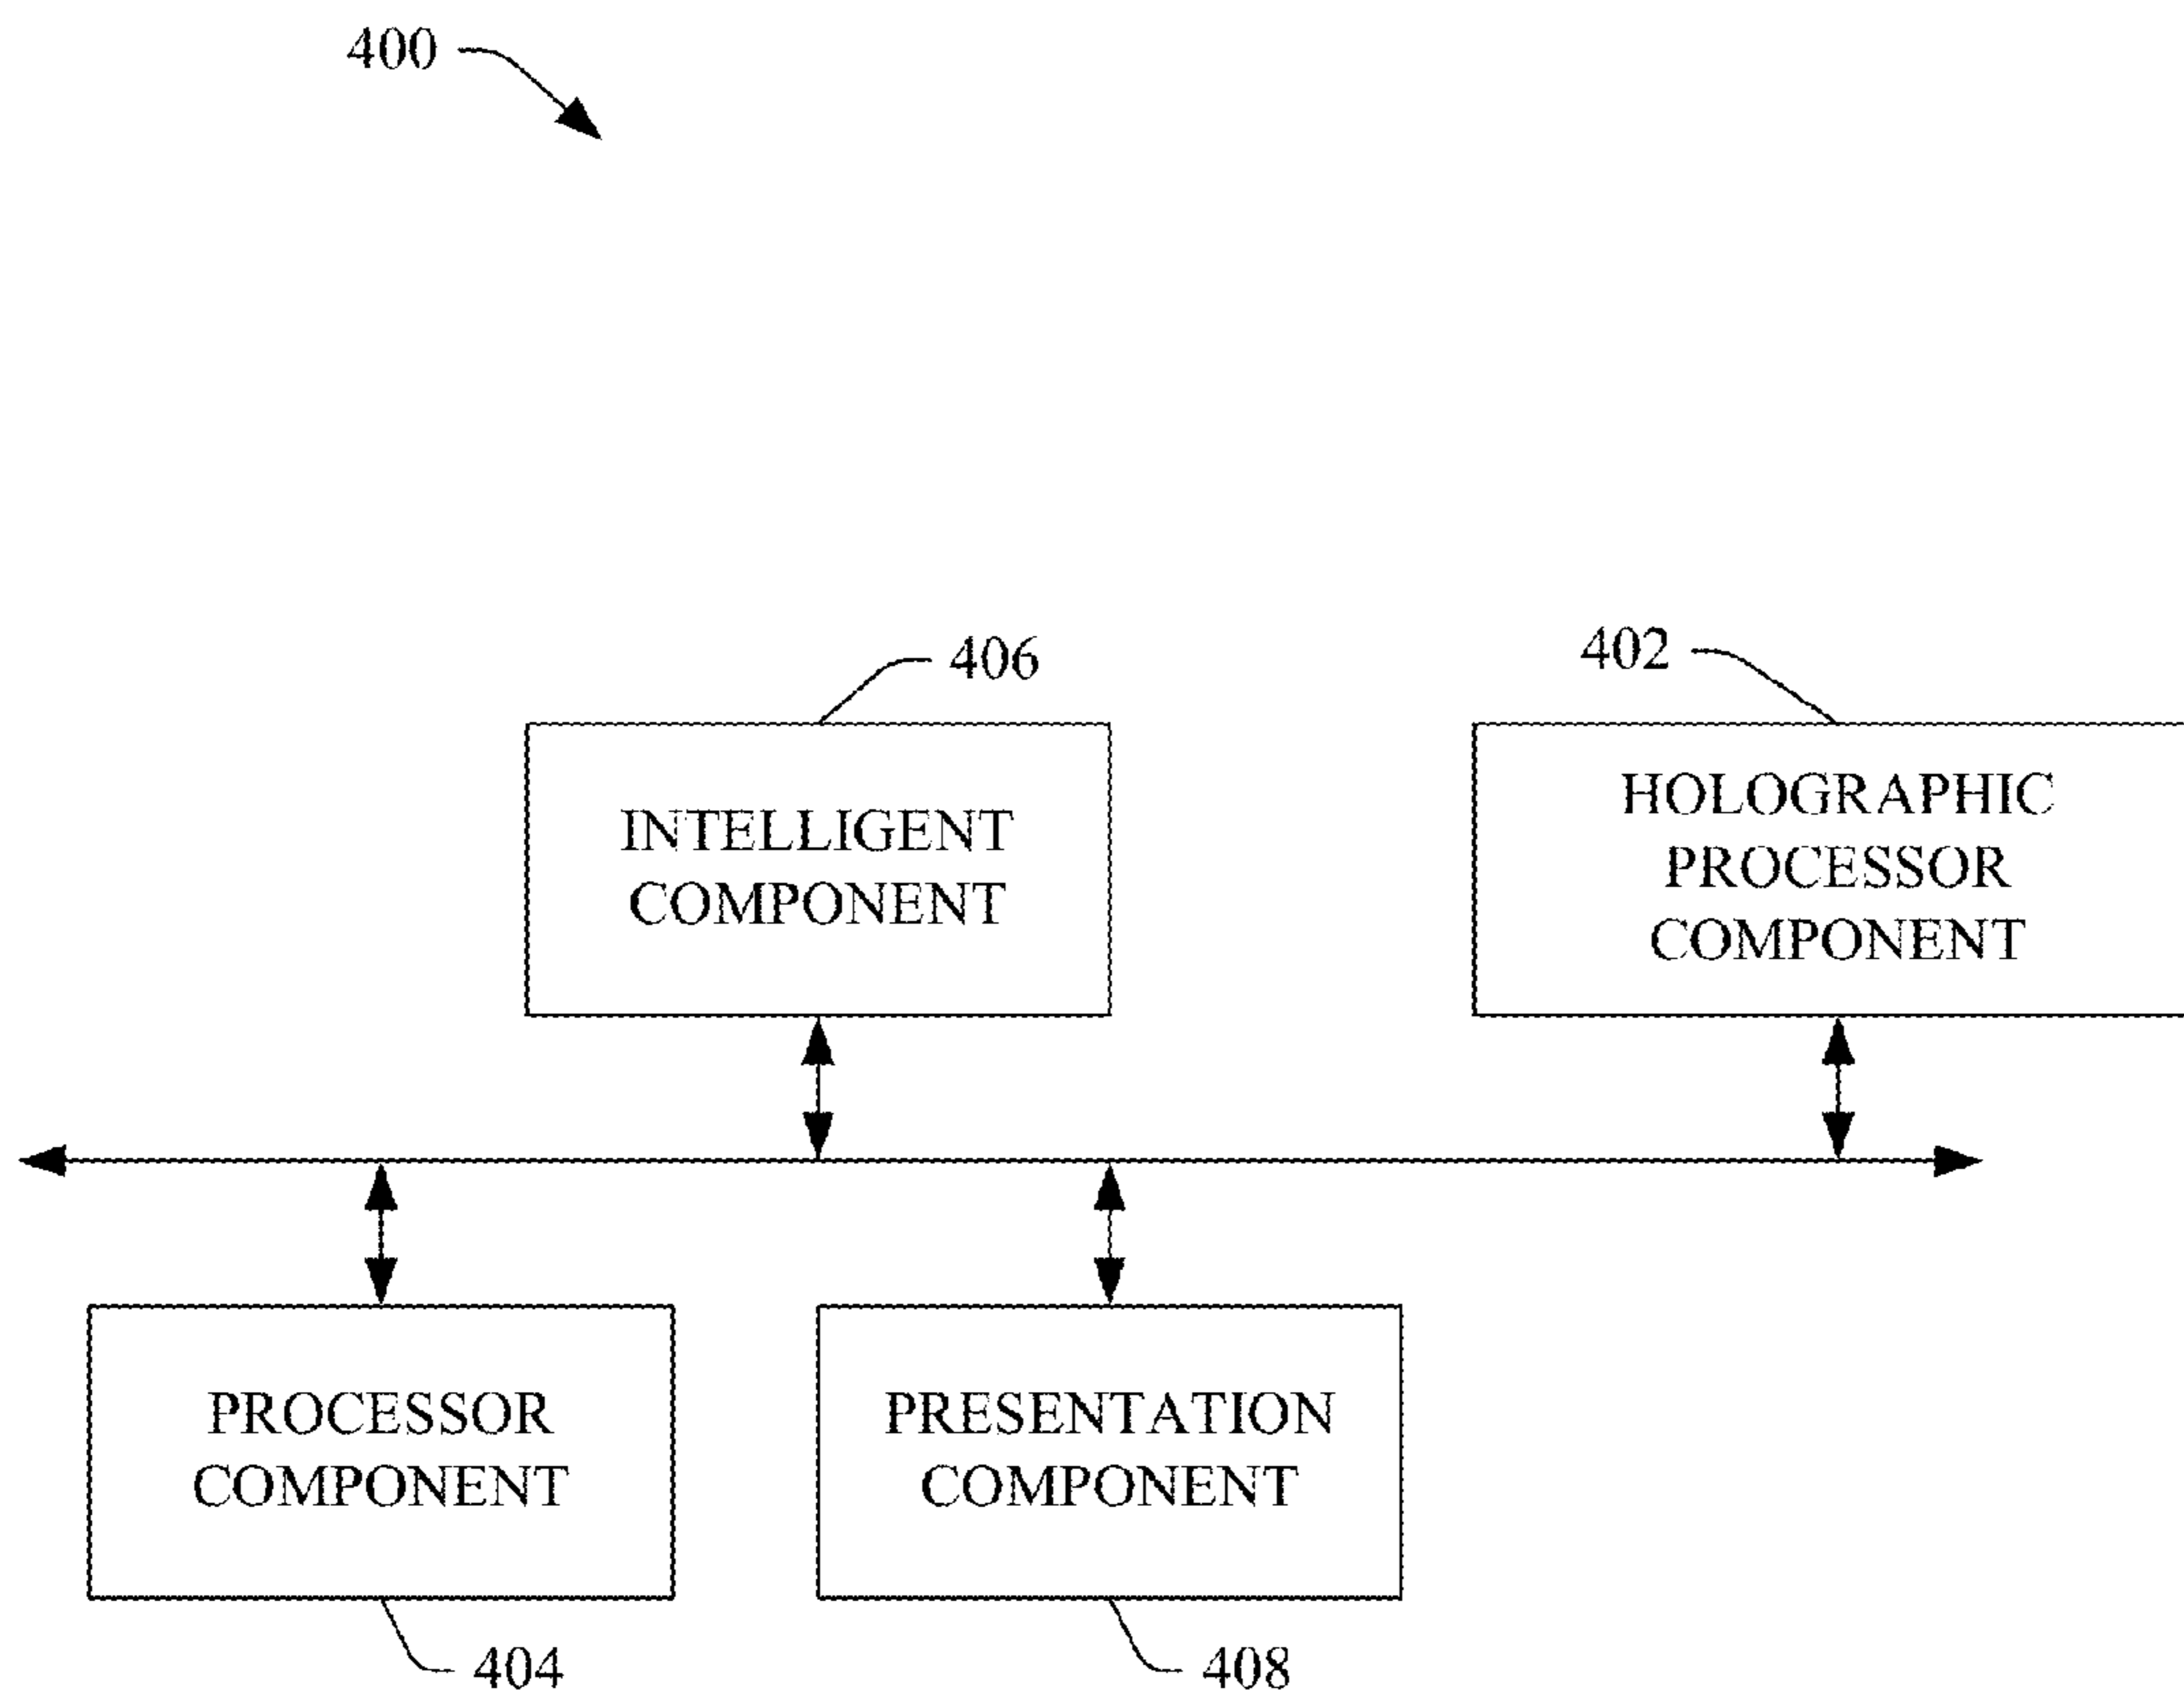 400
406
402
INTELLIGENT
COMPONENT
HOLOGRAPHIC
PROCESSOR
COMPONENT
PROCESSOR
COMPONENT
PRESENTATION
COMPONENT
404
408